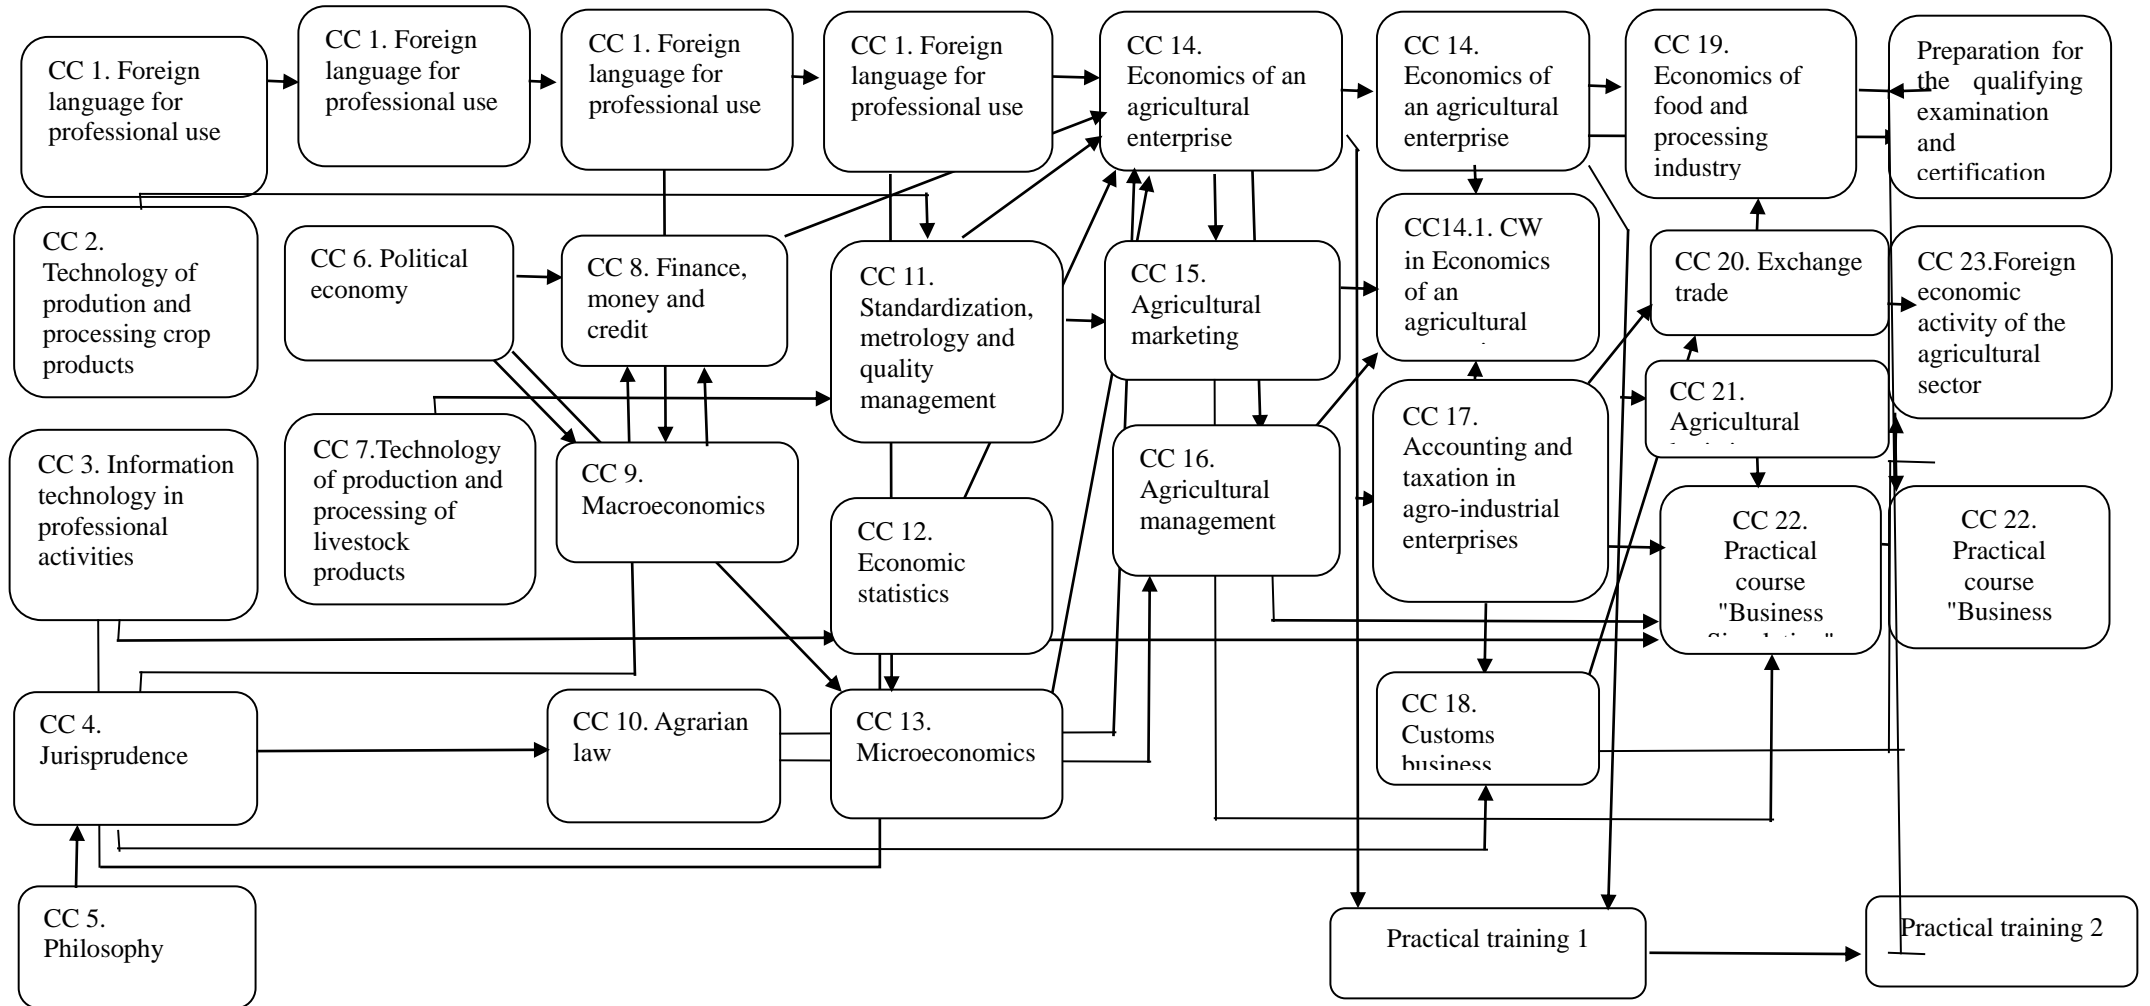 CC 1. Foreign
language for
professional use
CC 1. Foreign
language for
professional use
CC 1. Foreign
language for
professional use
CC 1. Foreign
language for
professional use
CC 14.
Economics of an
agricultural
enterprise
CC 14.
Economics of
an agricultural
enterprise
CC 19.
Economics of
food and
processing
industry
Preparation for
the qualifying
examination
and
certification
CC 2.
Technology of
prodution and
processing crop
products
CC 6. Political
economy
CC 8. Finance,
money and
credit
CC 11.
Standardization,
metrology and
quality
management
CC 15.
Agricultural
marketing
CC14.1. CW
in Economics
of an
agricultural
CC 20. Exchange
trade
CC 23.Foreign
economic
activity of the
agricultural
sector
CC 3. Information
technology in
professional
activities
CC 7.Technology
of production and
processing of
livestock
products
CC 9.
Macroeconomics
CC 12.
Economic
statistics
CC 16.
Agricultural
management
CC 17.
Accounting and
taxation in
agro-industrial
enterprises
CC 21.
Agricultural
CC 22.
Practical
course
"Business
CC 22.
Practical
course
"Business
CC 4.
Jurisprudence
CC 10. Agrarian
law
CC 13.
Microeconomics
CC 18.
Customs
business
CC 5.
Philosophy
Practical training 1
Practical training 2